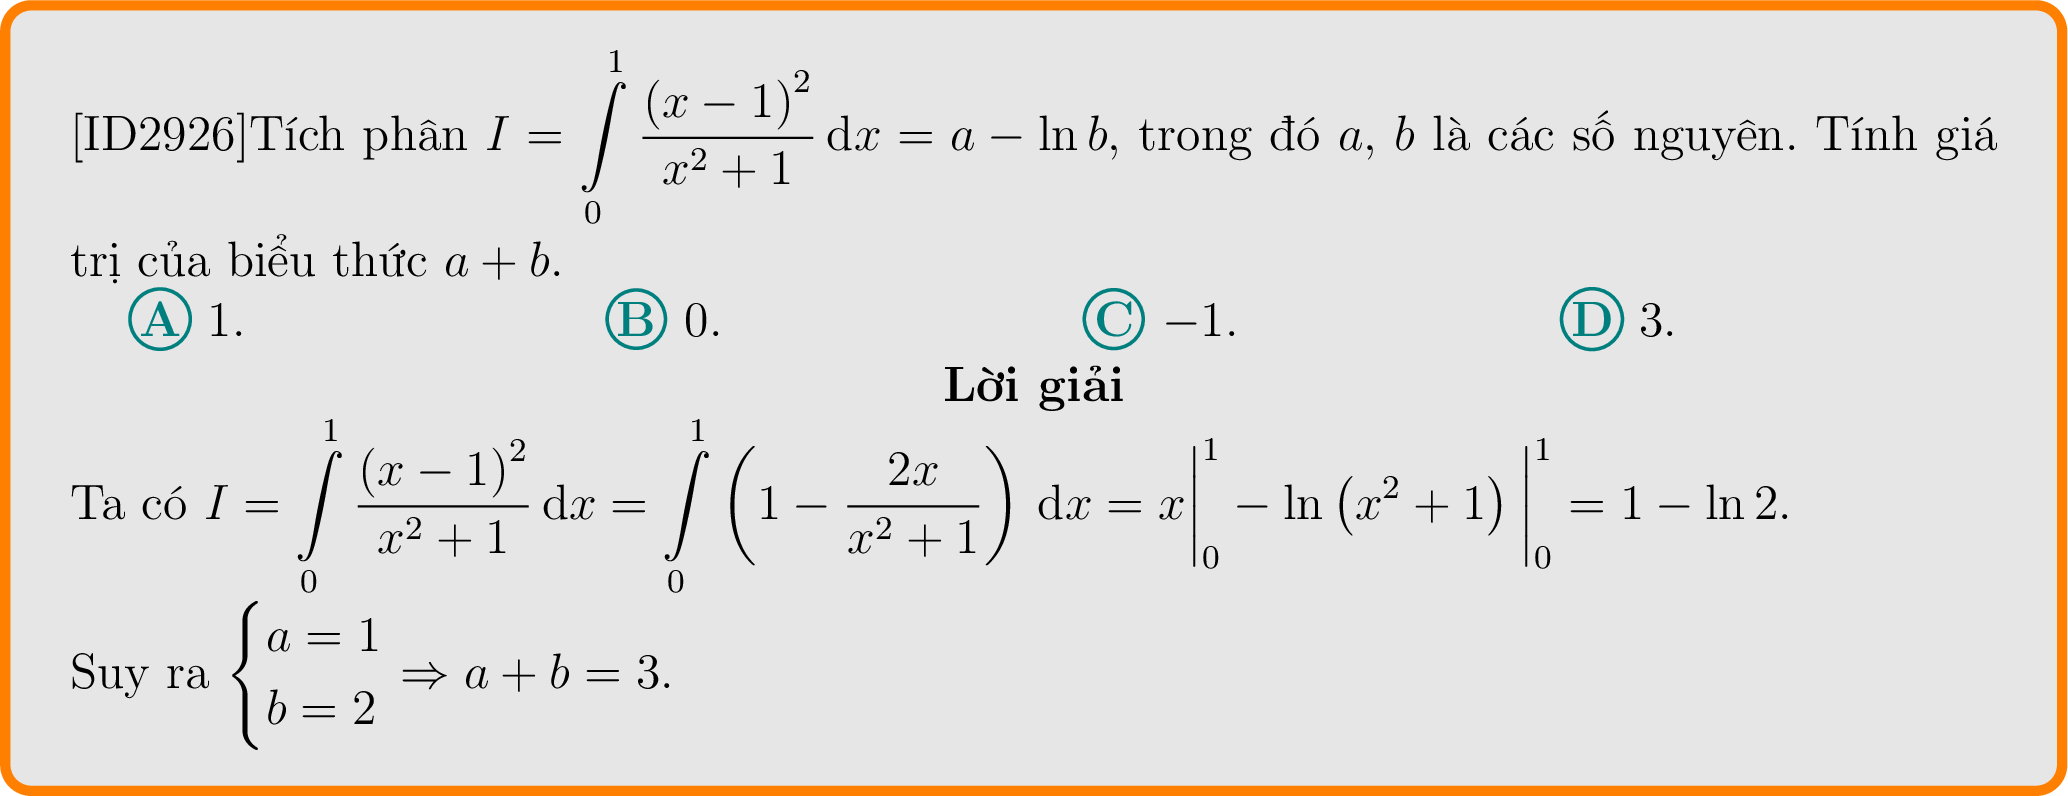 [ID2926]Tích phân $I = \int\limits_0^1 \frac{(x-1)^2}{x^2+1}\,\mathrm{d}x = a - \ln b$, trong đó $a$, $b$ là các số nguyên. Tính giá
trị của biểu thức $a + b$.
A 1. B 0. C −1. D 3.
Lời giải
Ta có $I = \int\limits_0^1 \frac{(x-1)^2}{x^2+1}\,\mathrm{d}x = \int\limits_0^1 \left(1 - \frac{2x}{x^2+1}\right)\,\mathrm{d}x = x\Big|_0^1 - \ln\left(x^2+1\right)\Big|_0^1 = 1 - \ln 2.$
Suy ra $\begin{cases} a = 1 \\ b = 2 \end{cases} \Rightarrow a + b = 3.$